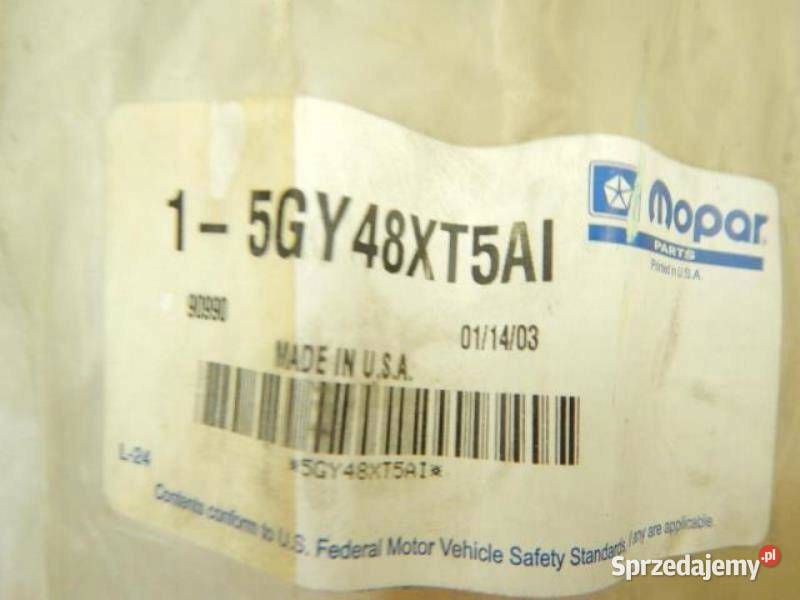 Mopar
PARTS
Printed in U.S.A.
1-5GY48XT5AI
90990
01/14/03
MADE IN U.S.A.
*5GY48XT5AI*
L-24
Contents conform to U.S. Federal Motor Vehicle Safety Standards if any are applicable.
Sprzedajemy.pl